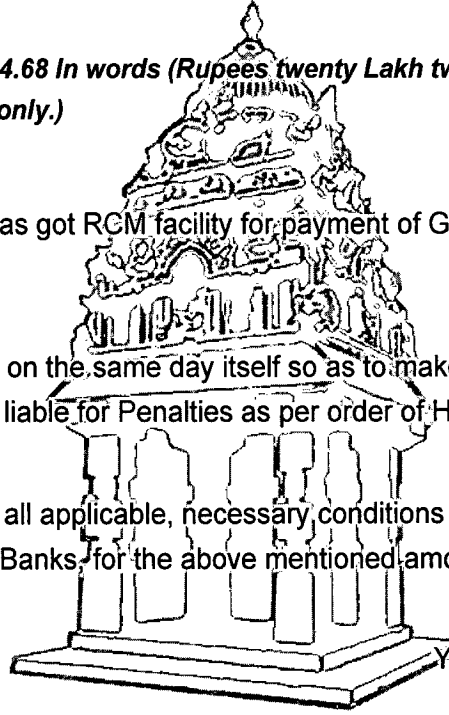 4.68 In words (Rupees twenty Lakh tw
only.)
as got RCM facility for payment of G
on the same day itself so as to make
liable for Penalties as per order of H
all applicable, necessary conditions
Banks, for the above mentioned amo
Y